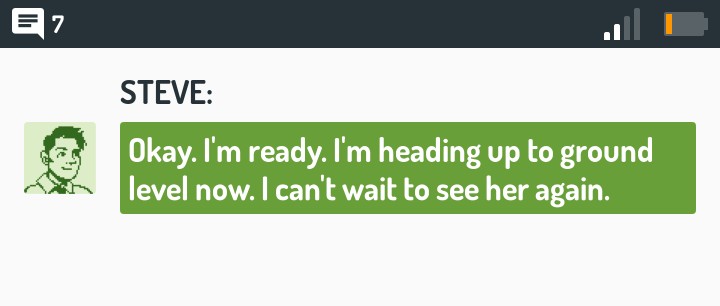 7
STEVE:
Okay. I'm ready. I'm heading up to ground
level now. I can't wait to see her again.